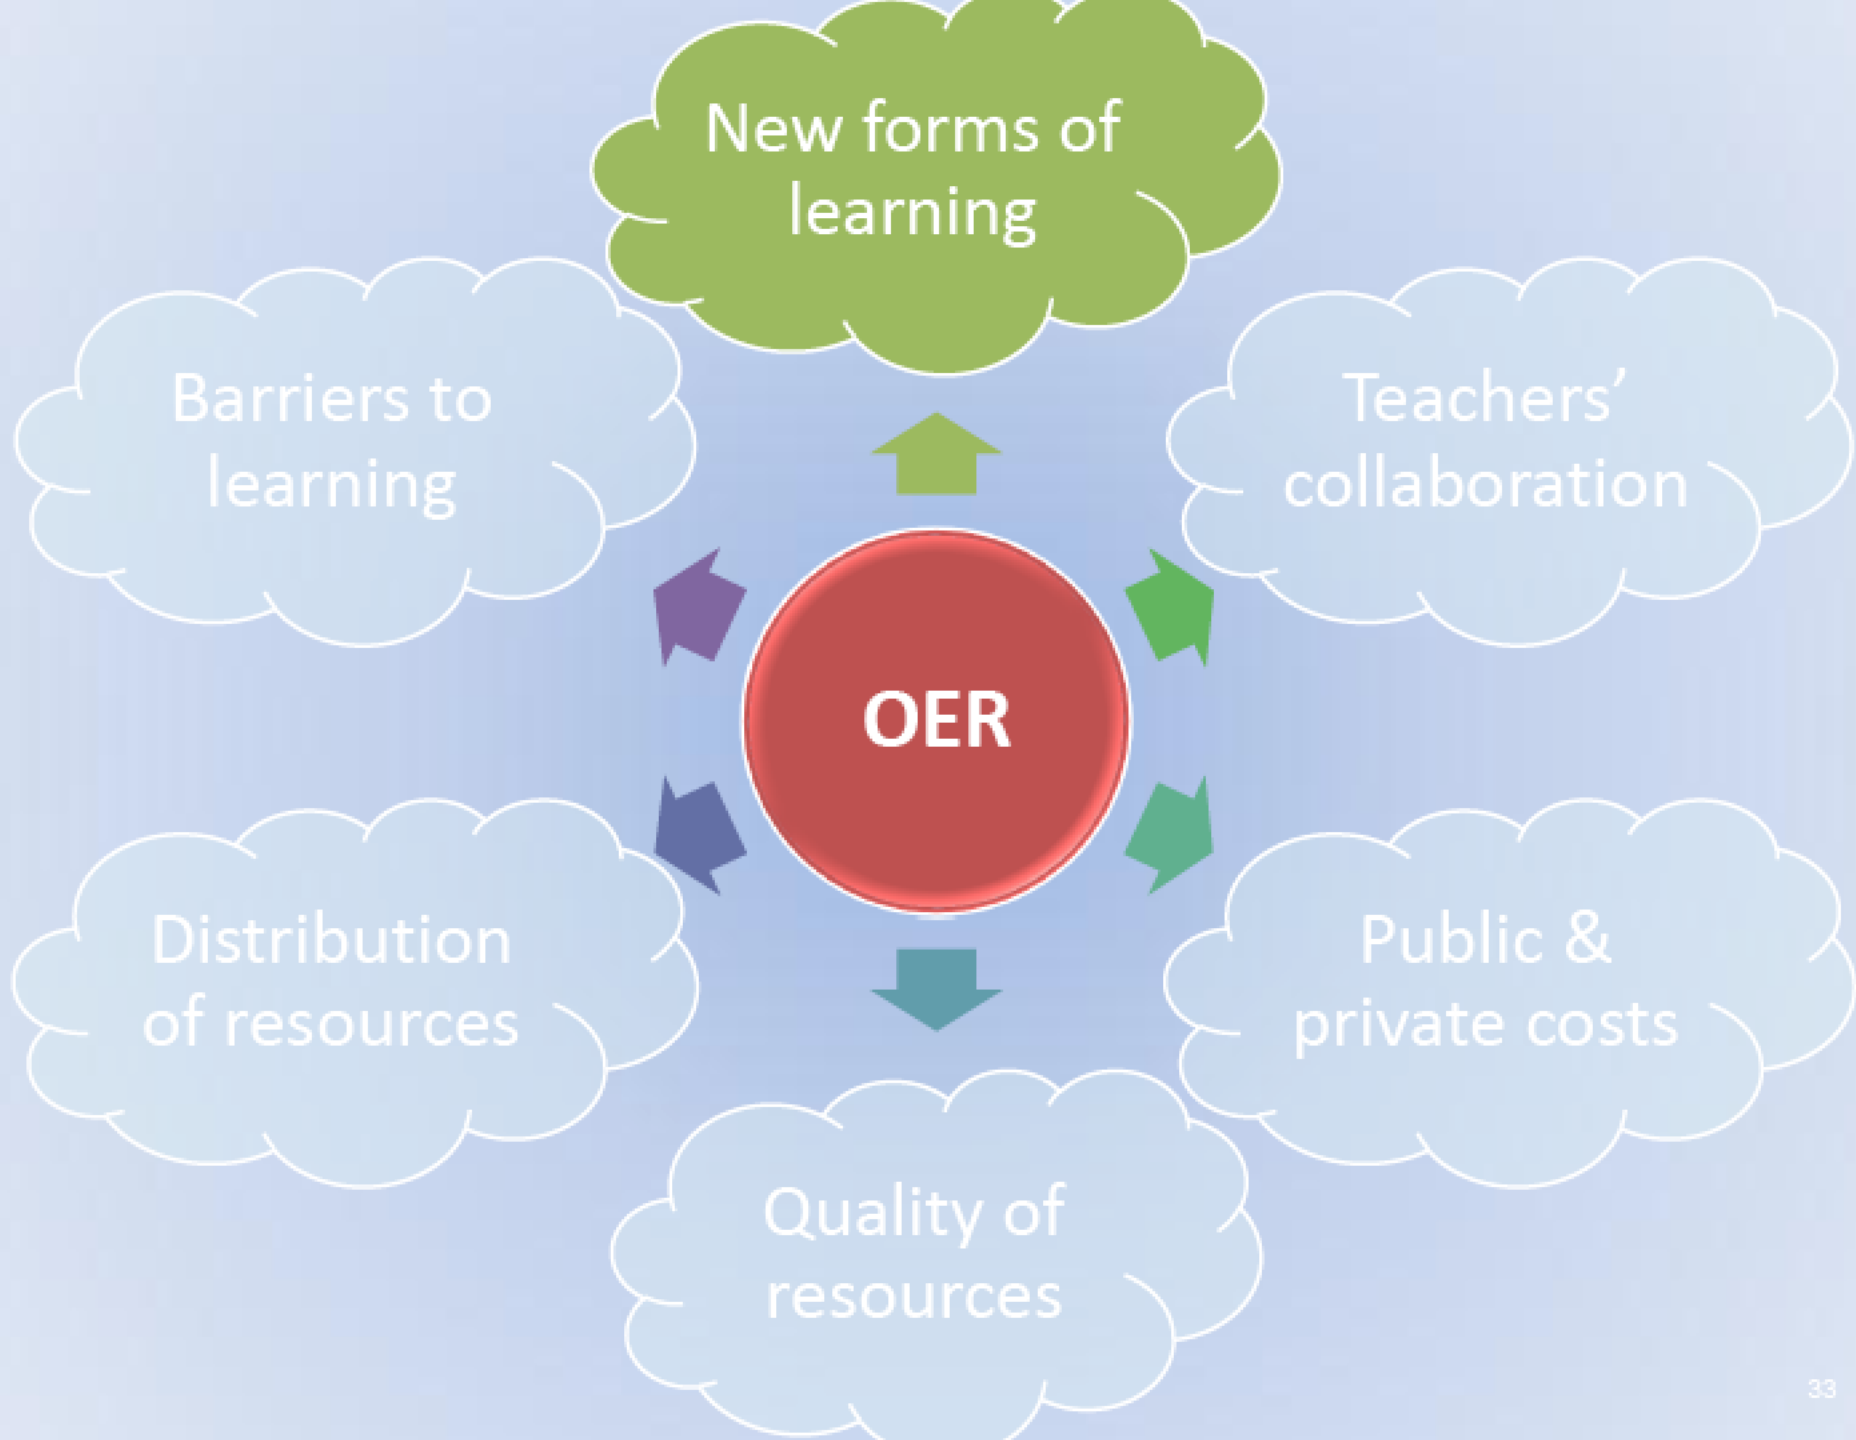 New forms of
learning
Barriers to
learning
Teachers’
collaboration
OER
Distribution
of resources
Public &
private costs
Quality of
resources
33